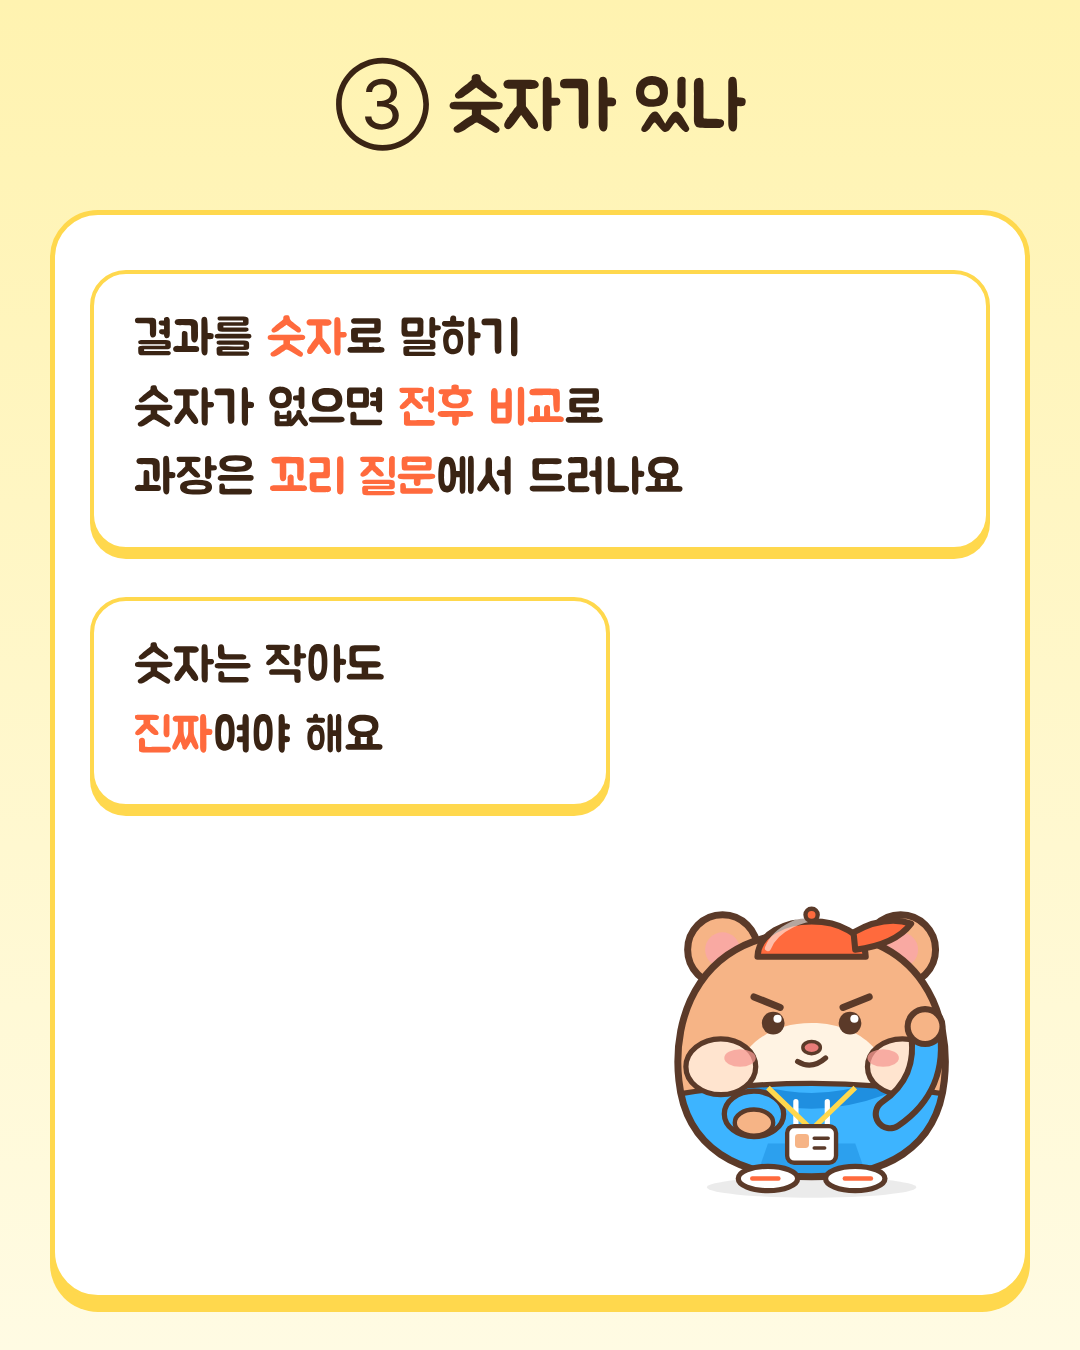 ③ 숫자가 있나
결과를 숫자로 말하기
숫자가 없으면 전후 비교로
과장은 꼬리 질문에서 드러나요
숫자는 작아도
진짜여야 해요